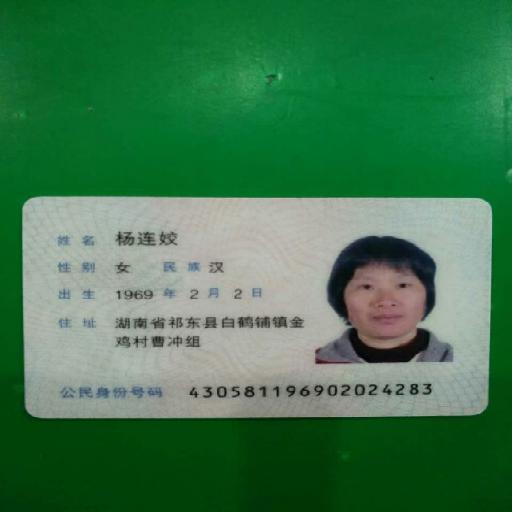 姓名 杨连姣
性别 女 民族 汉
出生 1969 年 2 月 2 日
住址 湖南省祁东县白鹤铺镇金
鸡村曹冲组
公民身份号码 430581196902024283